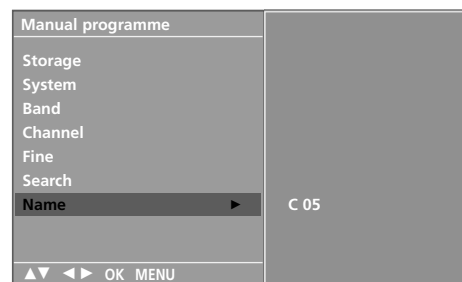 Manual programme
Storage
System
Band
Channel
Fine
Search
Name ► C 05
▲▼ ◄► OK MENU